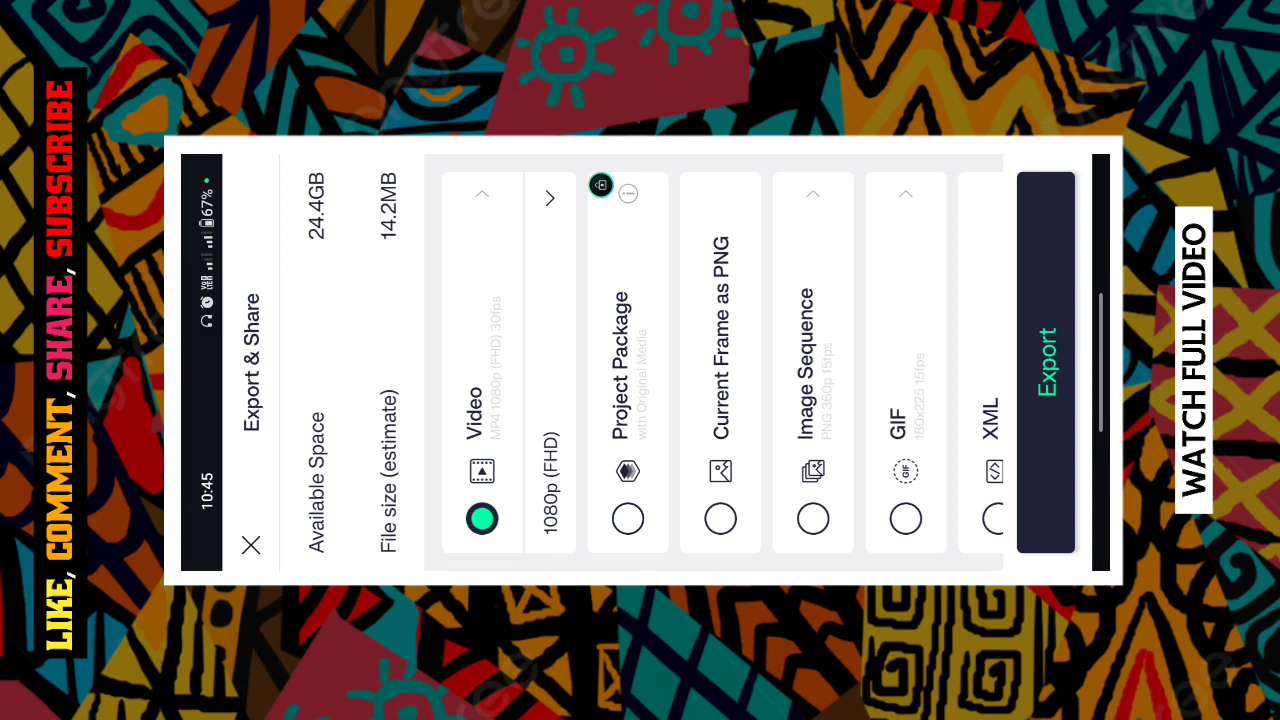 LIKE, COMMENT, SHARE, SUBSCRIBE
10:45
VoLTE
67%
Export & Share
Available Space 24.4GB
File size (estimate) 14.2MB
Video
MP4 1080p (FHD) 30fps
1080p (FHD)
Project Package
with Original Media
Current Frame as PNG
Image Sequence
PNG 360p 15fps
GIF
GIF
180x225 15fps
XML
Export
WATCH FULL VIDEO